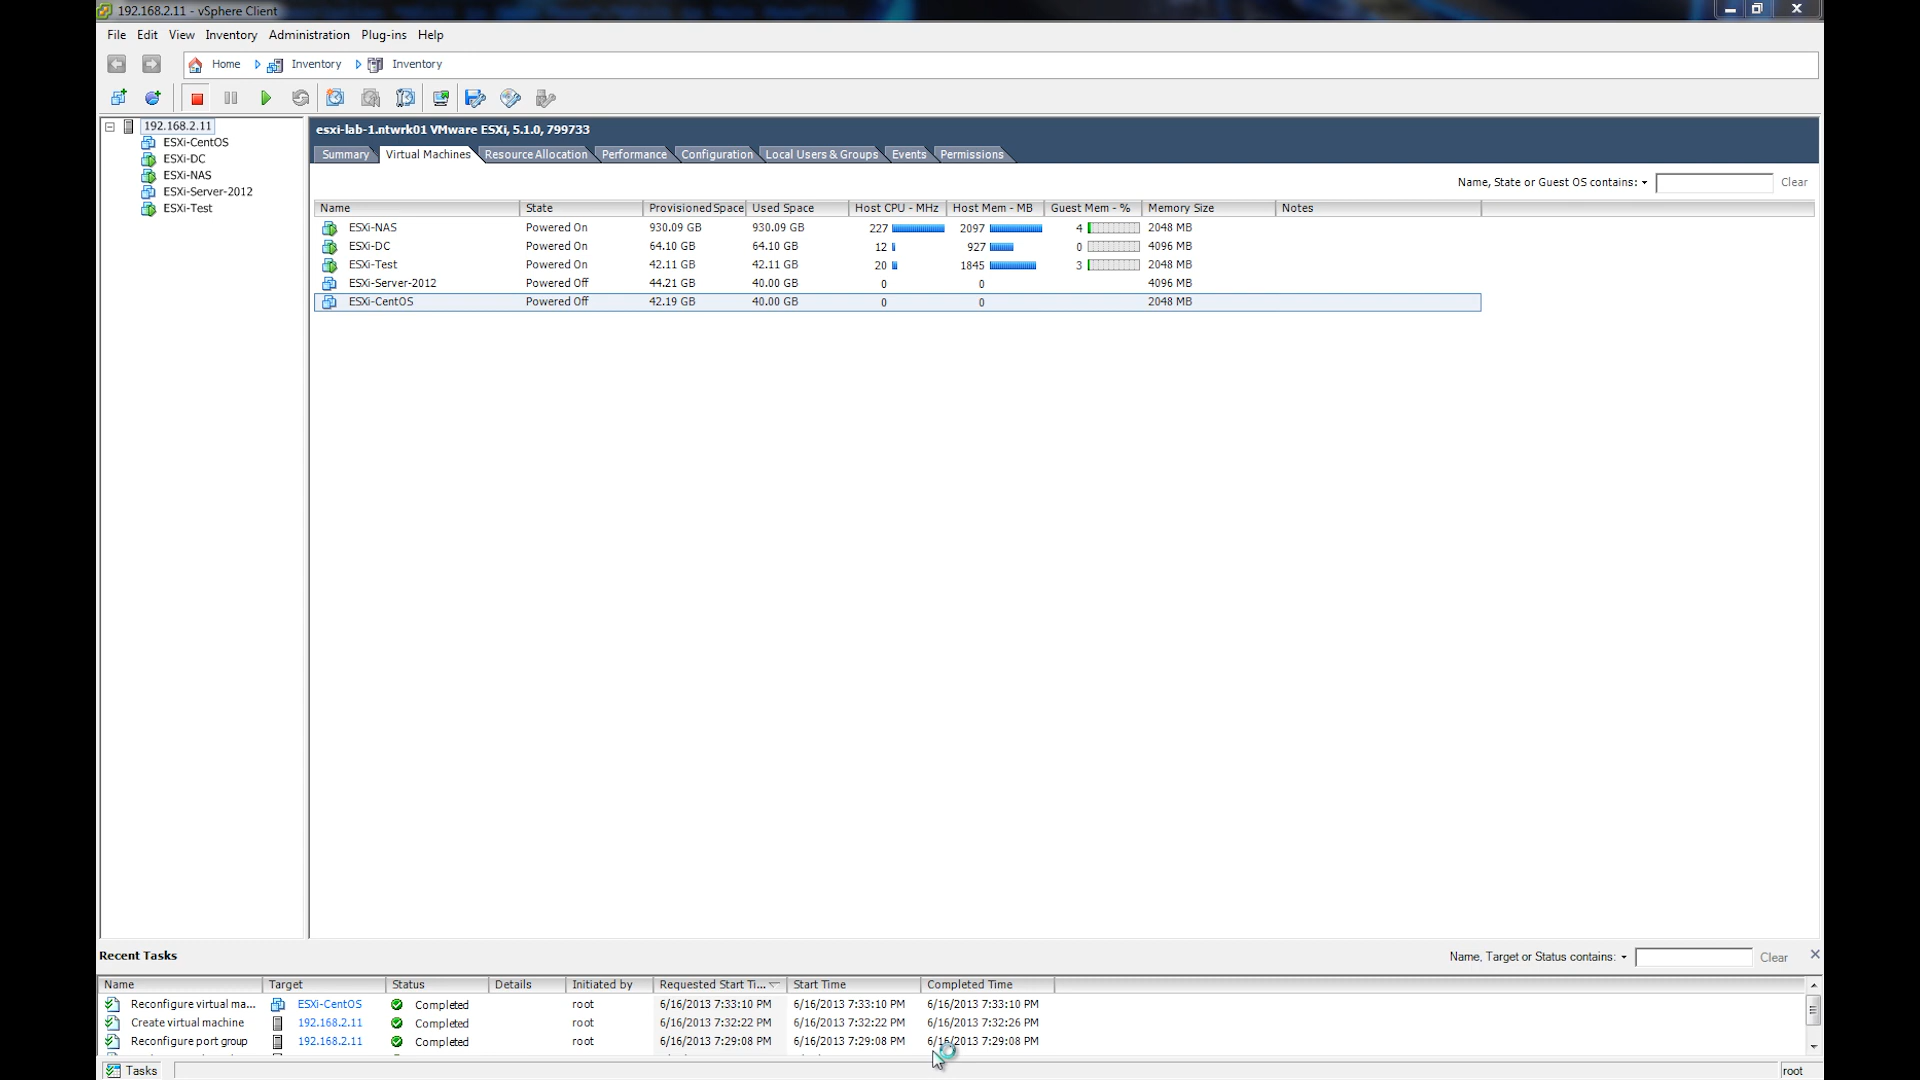 192.168.2.11 - vSphere Client
File Edit View Inventory Administration Plug-ins Help
Home Inventory Inventory
192.168.2.11
ESXi-CentOS
ESXi-DC
ESXi-NAS
ESXi-Server-2012
ESXi-Test
esxi-lab-1.ntwrk01 VMware ESXi, 5.1.0, 799733
Summary Virtual Machines Resource Allocation Performance Configuration Local Users & Groups Events Permissions
Name, State or Guest OS contains: Clear
Name State Provisioned Space Used Space Host CPU - MHz Host Mem - MB Guest Mem - % Memory Size Notes
ESXi-NAS Powered On 930.09 GB 930.09 GB 227 2097 4 2048 MB
ESXi-DC Powered On 64.10 GB 64.10 GB 12 927 0 4096 MB
ESXi-Test Powered On 42.11 GB 42.11 GB 20 1845 3 2048 MB
ESXi-Server-2012 Powered Off 44.21 GB 40.00 GB 0 0 4096 MB
ESXi-CentOS Powered Off 42.19 GB 40.00 GB 0 0 2048 MB
Recent Tasks Name, Target or Status contains: Clear
Name Target Status Details Initiated by Requested Start Ti... Start Time Completed Time
Reconfigure virtual ma... ESXi-CentOS Completed root 6/16/2013 7:33:10 PM 6/16/2013 7:33:10 PM 6/16/2013 7:33:10 PM
Create virtual machine 192.168.2.11 Completed root 6/16/2013 7:32:22 PM 6/16/2013 7:32:22 PM 6/16/2013 7:32:26 PM
Reconfigure port group 192.168.2.11 Completed root 6/16/2013 7:29:08 PM 6/16/2013 7:29:08 PM 6/16/2013 7:29:08 PM
Tasks root